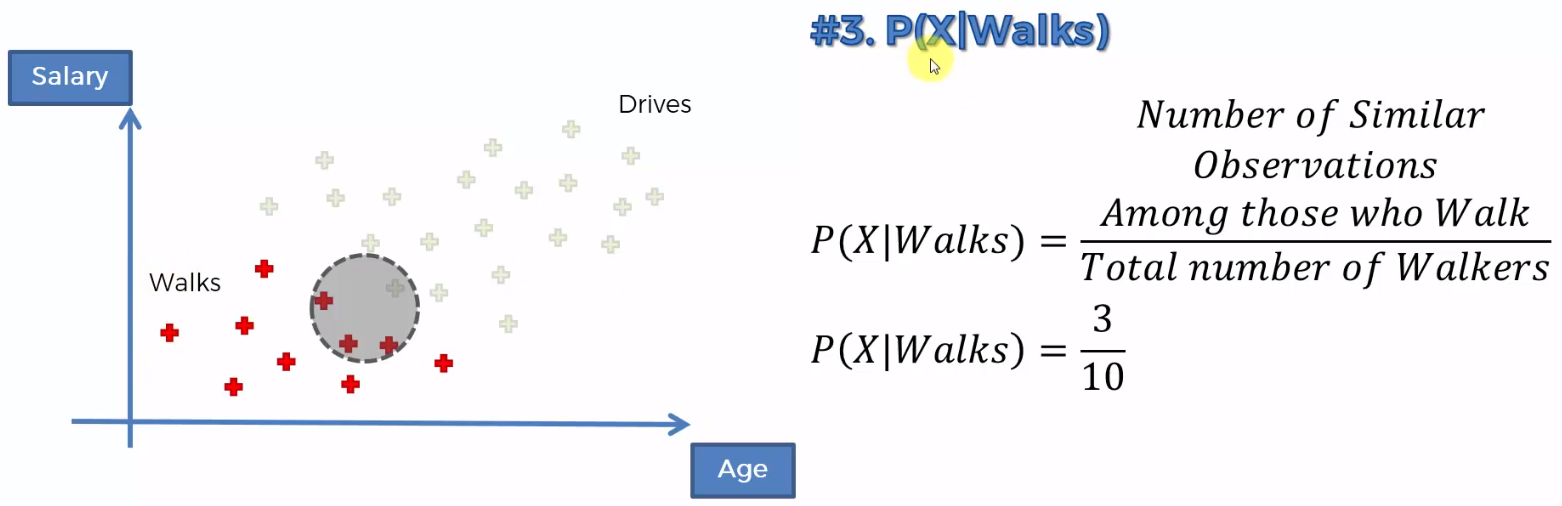 #3. P(X|Walks)
Salary
Drives
Walks
Age
Number of Similar
Observations
Among those who Walk
P(X|Walks) =
Total number of Walkers
3
P(X|Walks) =
10